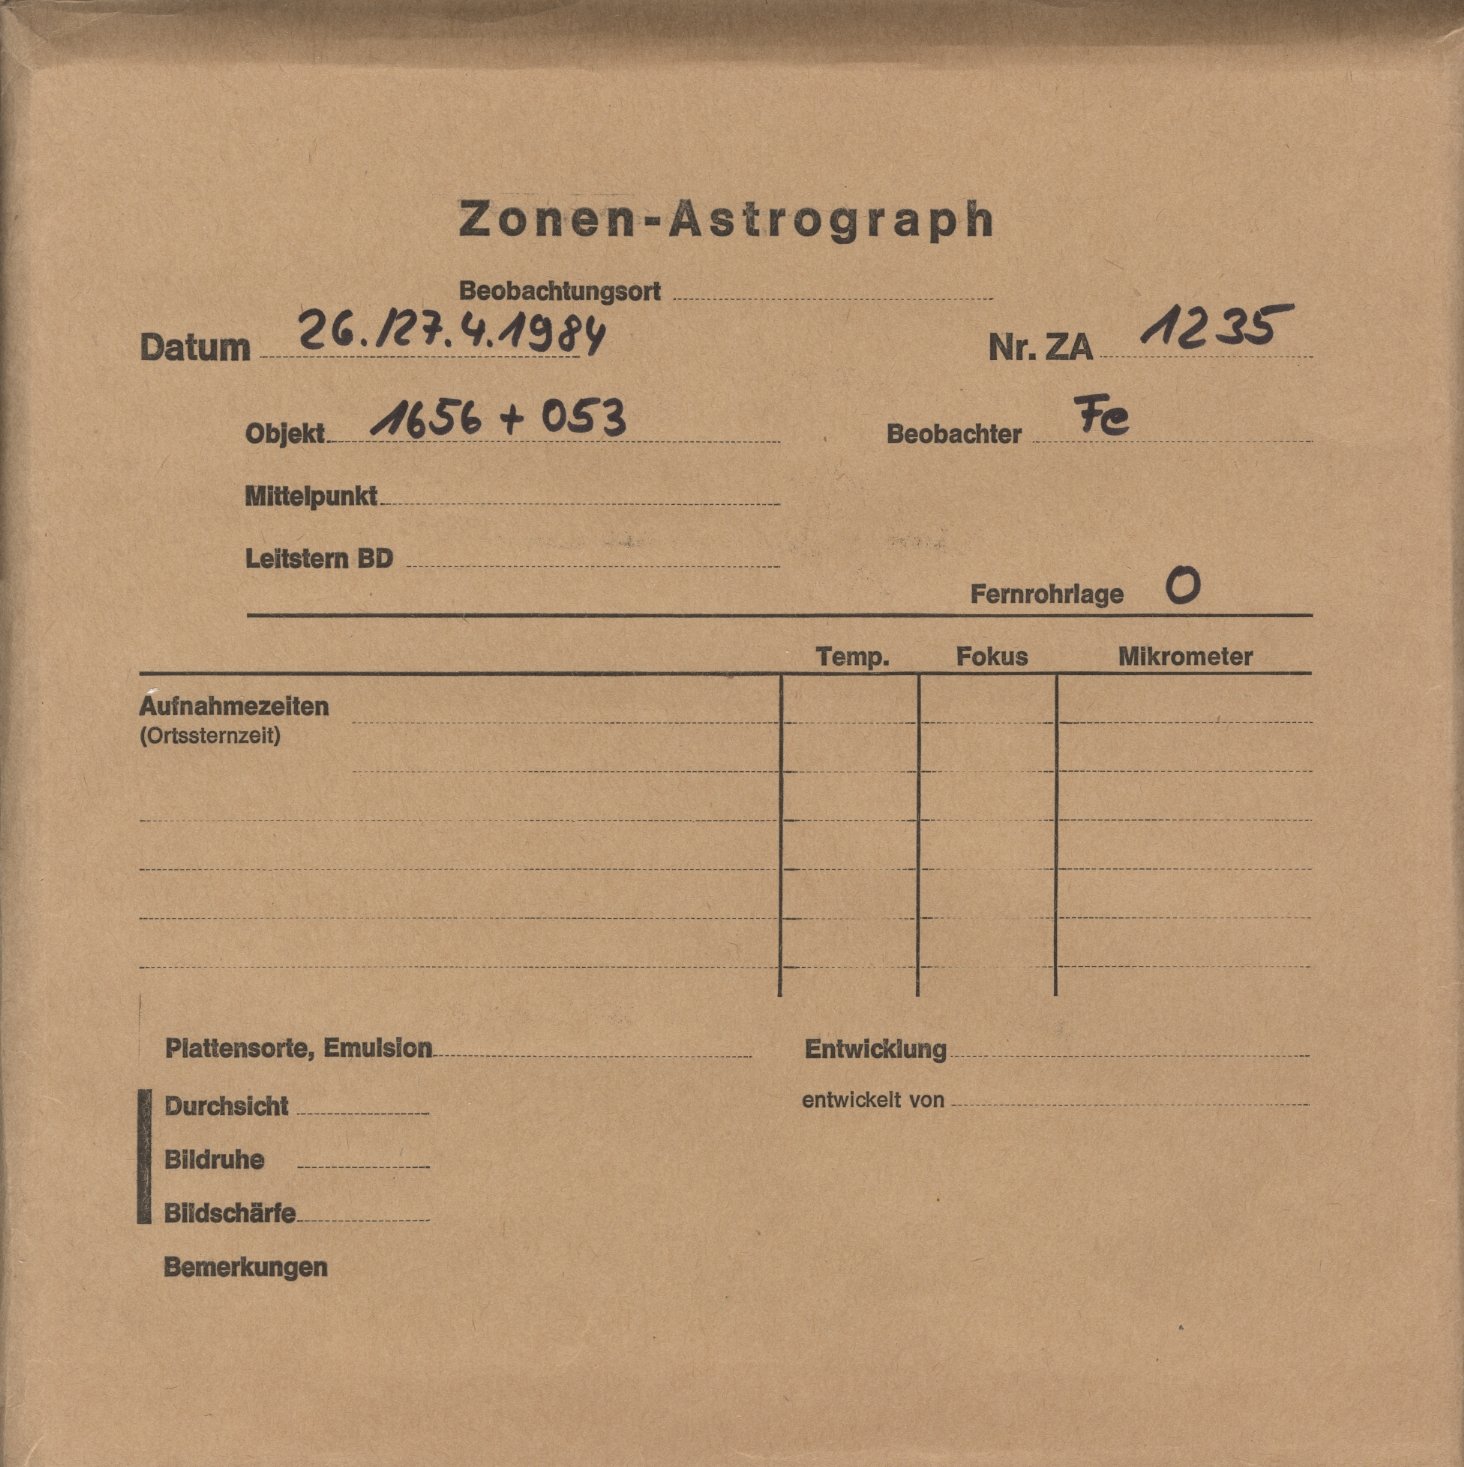 Zonen-Astrograph
Beobachtungsort
Datum 26./27.4.1984 Nr. ZA 1235
Objekt 1656 + 053 Beobachter Fe
Mittelpunkt
Leitstern BD
Fernrohrlage O
Temp. Fokus Mikrometer
Aufnahmezeiten
(Ortssternzeit)
Plattensorte, Emulsion Entwicklung
Durchsicht entwickelt von
Bildruhe
Bildschärfe
Bemerkungen